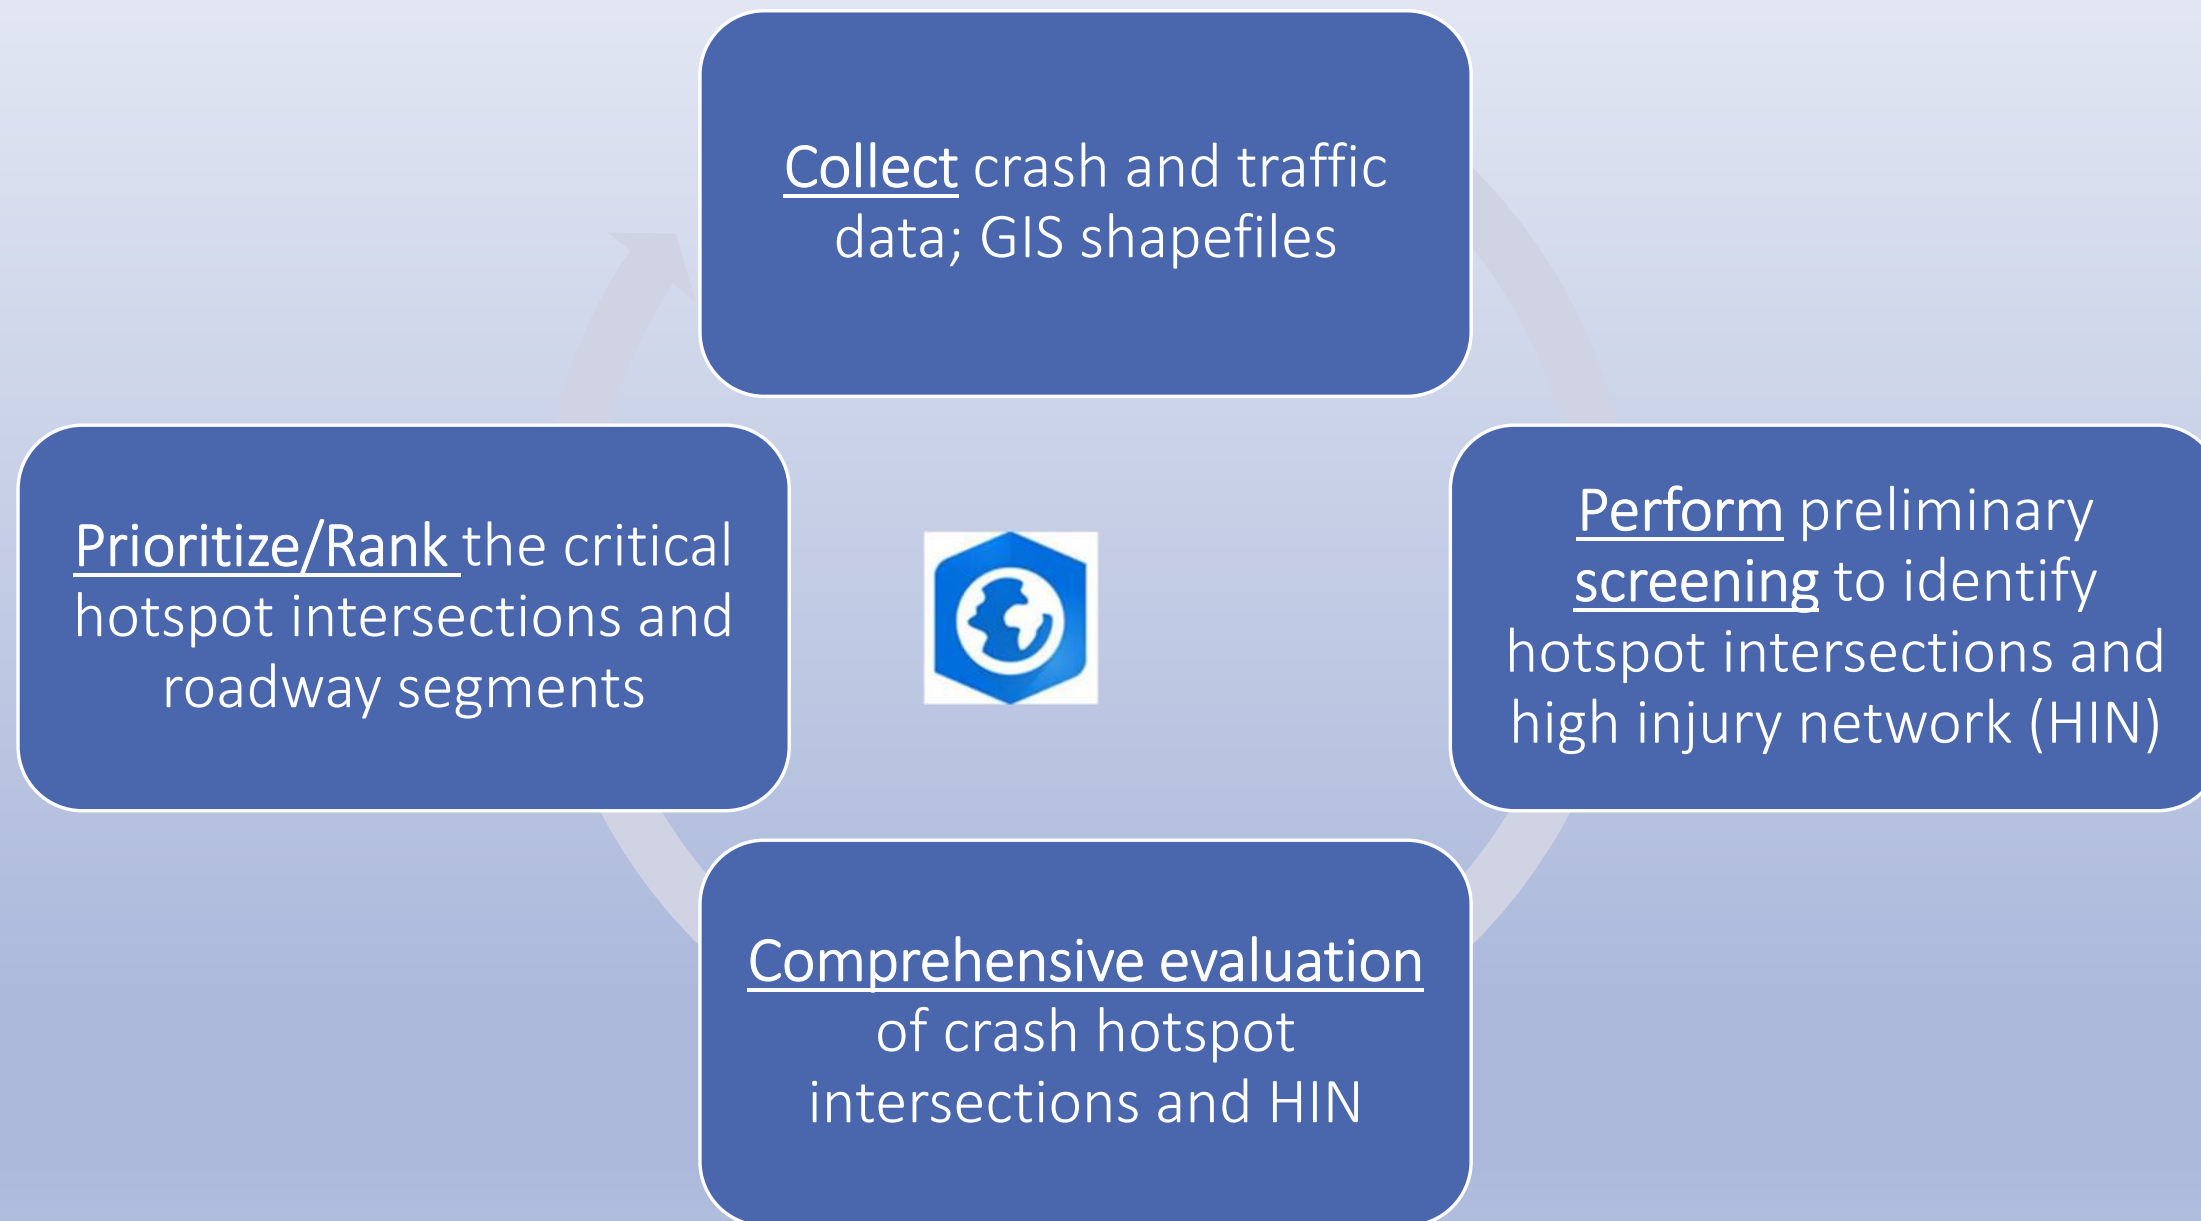 Collect crash and traffic
data; GIS shapefiles
Perform preliminary
screening to identify
hotspot intersections and
high injury network (HIN)
Comprehensive evaluation
of crash hotspot
intersections and HIN
Prioritize/Rank the critical
hotspot intersections and
roadway segments